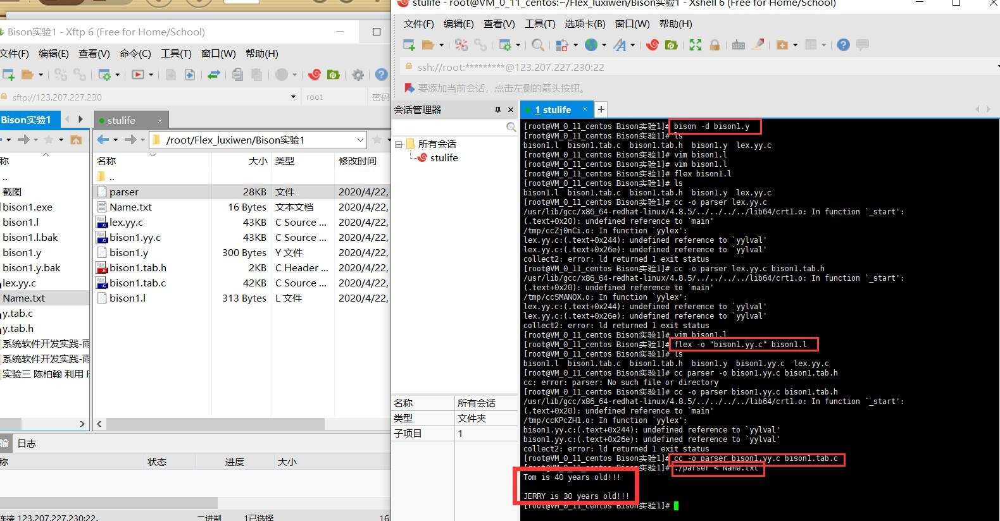 Bison实验1 - Xftp 6 (Free for Home/School)
文件(F) 编辑(E) 查看(V) 命令(C) 工具(T) 窗口(W) 帮助(H)
sftp://123.207.227.230 root 密码
Bison实验1
stulife
/root/Flex_luxiwen/Bison实验1
称
..
截图
bison1.exe
bison1.l
bison1.l.bak
bison1.y
bison1.y.bak
lex.yy.c
Name.txt
y.tab.c
y.tab.h
系统软件开发实践-雨
系统软件开发实践-雨
实验三 陈柏翰 利用 F
名称 大小 类型 修改时间
..
parser 28KB 文件 2020/4/22,
Name.txt 16 Bytes 文本文档 2020/4/22,
lex.yy.c 43KB C Source ... 2020/4/22,
bison1.yy.c 43KB C Source ... 2020/4/22,
bison1.y 300 Bytes Y 文件 2020/4/22,
bison1.tab.h 2KB C Header ... 2020/4/22,
bison1.tab.c 42KB C Source ... 2020/4/22,
bison1.l 313 Bytes L 文件 2020/4/22,
输 日志
称 状态 进度 大小
连接 123.207.227.230:22。 二进制 1已选择 16
stulife - root@VM_0_11_centos:~/Flex_luxiwen/Bison实验1 - Xshell 6 (Free for Home/School)
文件(F) 编辑(E) 查看(V) 工具(T) 选项卡(B) 窗口(W) 帮助(H)
ssh://root:*********@123.207.227.230:22
要添加当前会话，点击左侧的箭头按钮。
会话管理器
所有会话
stulife
名称 所有会话
类型 文件夹
子项目 1
1 stulife
[root@VM_0_11_centos Bison实验1]# bison -d bison1.y
[root@VM_0_11_centos Bison实验1]# ls
bison1.l bison1.tab.c bison1.tab.h bison1.y lex.yy.c
[root@VM_0_11_centos Bison实验1]# vim bison1.l
[root@VM_0_11_centos Bison实验1]# vim bison1.l
[root@VM_0_11_centos Bison实验1]# flex bison1.l
[root@VM_0_11_centos Bison实验1]# ls
bison1.l bison1.tab.c bison1.tab.h bison1.y lex.yy.c
[root@VM_0_11_centos Bison实验1]# cc -o parser lex.yy.c
/usr/lib/gcc/x86_64-redhat-linux/4.8.5/../../../../lib64/crt1.o: In function `_start':
(.text+0x20): undefined reference to `main'
/tmp/ccZj0nCi.o: In function `yylex':
lex.yy.c:(.text+0x244): undefined reference to `yylval'
lex.yy.c:(.text+0x26e): undefined reference to `yylval'
collect2: error: ld returned 1 exit status
[root@VM_0_11_centos Bison实验1]# cc -o parser lex.yy.c bison1.tab.h
/usr/lib/gcc/x86_64-redhat-linux/4.8.5/../../../../lib64/crt1.o: In function `_start':
(.text+0x20): undefined reference to `main'
/tmp/ccSMANOX.o: In function `yylex':
lex.yy.c:(.text+0x244): undefined reference to `yylval'
lex.yy.c:(.text+0x26e): undefined reference to `yylval'
collect2: error: ld returned 1 exit status
[root@VM_0_11_centos Bison实验1]# vim bison1.l
[root@VM_0_11_centos Bison实验1]# flex -o "bison1.yy.c" bison1.l
[root@VM_0_11_centos Bison实验1]# ls
bison1.l bison1.tab.c bison1.tab.h bison1.y bison1.yy.c lex.yy.c
[root@VM_0_11_centos Bison实验1]# cc parser -o bison1.yy.c bison1.tab.h
cc: error: parser: No such file or directory
[root@VM_0_11_centos Bison实验1]# cc -o parser bison1.yy.c bison1.tab.h
/usr/lib/gcc/x86_64-redhat-linux/4.8.5/../../../../lib64/crt1.o: In function `_start':
(.text+0x20): undefined reference to `main'
/tmp/ccKPcZH1.o: In function `yylex':
bison1.yy.c:(.text+0x244): undefined reference to `yylval'
bison1.yy.c:(.text+0x26e): undefined reference to `yylval'
collect2: error: ld returned 1 exit status
[root@VM_0_11_centos Bison实验1]# cc -o parser bison1.yy.c bison1.tab.c
[root@VM_0_11_centos Bison实验1]# ./parser < Name.txt
Tom is 40 years old!!!
JERRY is 30 years old!!!
[root@VM_0_11_centos Bison实验1]#